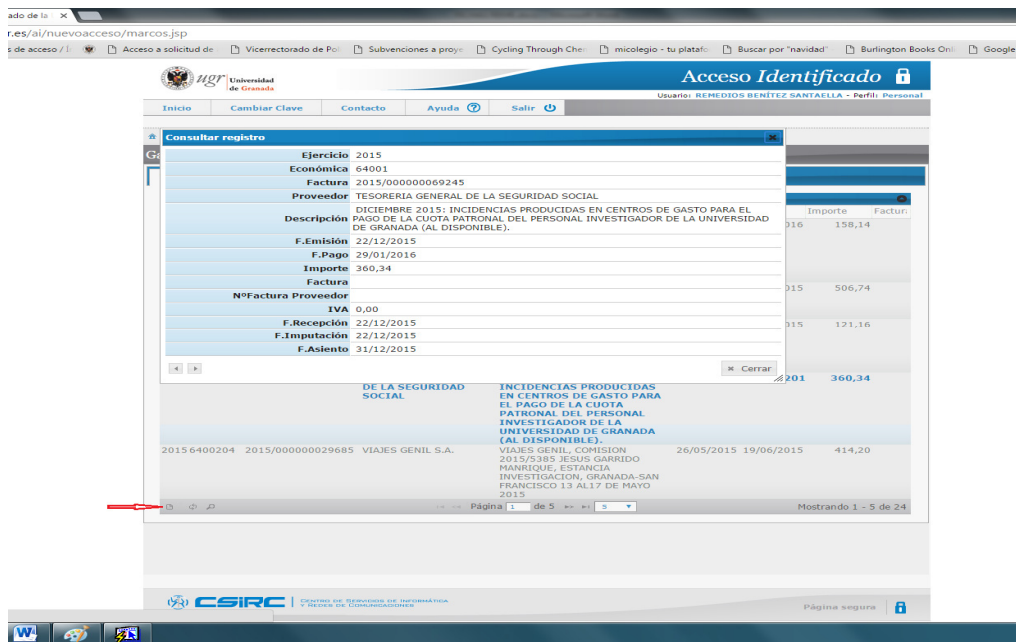 ado de la
r.es/ai/nuevoacceso/marcos.jsp
s de acceso / l Acceso a solicitud de Vicerrectorado de Pol Subvenciones a proye Cycling Through Chem micolegio - tu platafo Buscar por "navidad" Burlington Books Onli Google
ugr Universidad de Granada
Acceso Identificado
Usuario: REMEDIOS BENÍTEZ SANTAELLA - Perfil: Personal
Inicio Cambiar Clave Contacto Ayuda ? Salir
Consultar registro
Ga
Ejercicio 2015
Económica 64001
Factura 2015/000000069245
Proveedor TESORERIA GENERAL DE LA SEGURIDAD SOCIAL
Descripción DICIEMBRE 2015: INCIDENCIAS PRODUCIDAS EN CENTROS DE GASTO PARA EL
PAGO DE LA CUOTA PATRONAL DEL PERSONAL INVESTIGADOR DE LA UNIVERSIDAD
DE GRANADA (AL DISPONIBLE).
F.Emisión 22/12/2015
F.Pago 29/01/2016
Importe 360,34
Factura
NºFactura Proveedor
IVA 0,00
F.Recepción 22/12/2015
F.Imputación 22/12/2015
F.Asiento 31/12/2015
Cerrar
Importe Factura
016 158,14
015 506,74
015 121,16
201 360,34
DE LA SEGURIDAD INCIDENCIAS PRODUCIDAS
SOCIAL EN CENTROS DE GASTO PARA
EL PAGO DE LA CUOTA
PATRONAL DEL PERSONAL
INVESTIGADOR DE LA
UNIVERSIDAD DE GRANADA
(AL DISPONIBLE).
2015 6400204 2015/000000029685 VIAJES GENIL S.A. VIAJES GENIL, COMISION 26/05/2015 19/06/2015 414,20
2015/5385 JESUS GARRIDO
MANRIQUE, ESTANCIA
INVESTIGACION, GRANADA-SAN
FRANCISCO 13 AL17 DE MAYO
2015
Página 1 de 5 5 Mostrando 1 - 5 de 24
CSIRC CENTRO DE SERVICIOS DE INFORMÁTICA
Y REDES DE COMUNICACIONES
Página segura